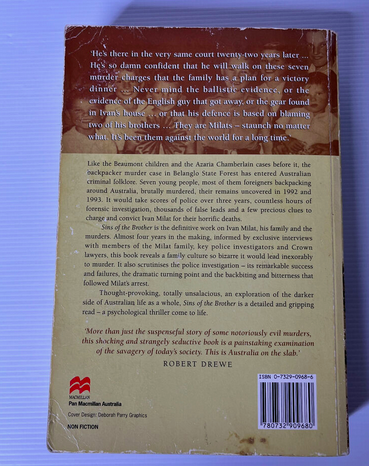 'He's there in the very same court twenty-two years later ...
He's so damn confident that he will walk on these seven
murder charges that the family has a plan for a victory
dinner ... Never mind the ballistic evidence, or the
evidence of the English guy that got away, or the gear found
in Ivan's house ... or that his defence is based on blaming
two of his brothers ... They are Milats – staunch no matter
what. It's been them against the world for a long time.'
Like the Beaumont children and the Azaria Chamberlain cases before it, the
backpacker murder case in Belanglo State Forest has entered Australian
criminal folklore. Seven young people, most of them foreigners backpacking
around Australia, brutally murdered, their remains uncovered in 1992 and
1993. It would take scores of police over three years, countless hours of
forensic investigation, thousands of false leads and a few precious clues to
charge and convict Ivan Milat for their horrific deaths.
Sins of the Brother is the definitive work on Ivan Milat, his family and the
murders. Almost four years in the making, informed by exclusive interviews
with members of the Milat family, key police investigators and Crown
lawyers, this book reveals a family culture so bizarre it would lead inexorably
to murder. It also scrutinises the police investigation – its remarkable success
and failures, the dramatic turning point and the backbiting and bitterness that
followed Milat's arrest.
Thought-provoking, totally unsalacious, an exploration of the darker
side of Australian life as a whole, Sins of the Brother is a detailed and gripping
read – a psychological thriller come to life.
'More than just the suspenseful story of some notoriously evil murders,
this shocking and strangely seductive book is a painstaking examination
of the savagery of today's society. This is Australia on the slab.'
ROBERT DREWE
MACMILLAN
Pan Macmillan Australia
Cover Design: Deborah Parry Graphics
NON FICTION
ISBN 0-7329-0968-6
9780732909680